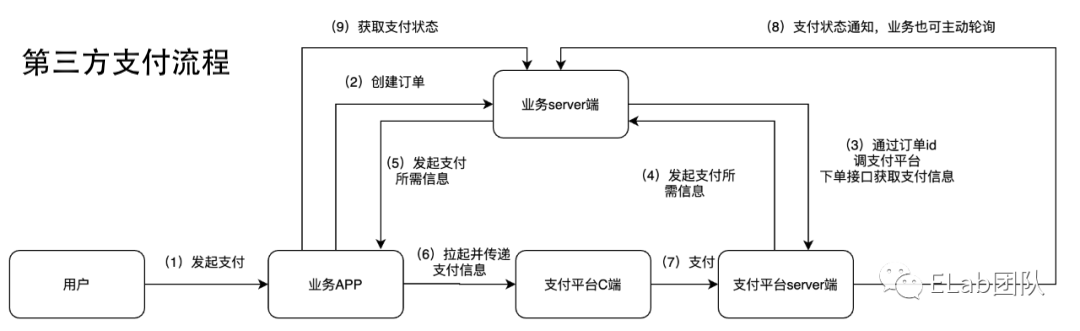 (9) 获取支付状态
(8) 支付状态通知，业务也可主动轮询
第三方支付流程
(2) 创建订单
业务server端
(3) 通过订单id
调支付平台
下单接口获取支付信息
(5) 发起支付
所需信息
(4) 发起支付所
需信息
(1) 发起支付
(6) 拉起并传递
支付信息
(7) 支付
用户
业务APP
支付平台C端
支付平台server端
ELab团队